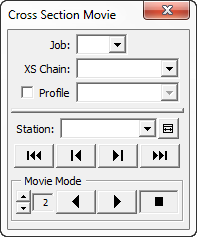 Cross Section Movie
Job:
XS Chain:
Profile
Station:
Movie Mode
2